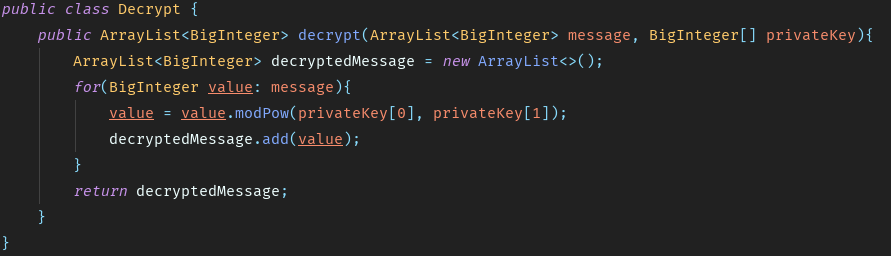 public class Decrypt {
    public ArrayList<BigInteger> decrypt(ArrayList<BigInteger> message, BigInteger[] privateKey){
        ArrayList<BigInteger> decryptedMessage = new ArrayList<>();
        for(BigInteger value: message){
            value = value.modPow(privateKey[0], privateKey[1]);
            decryptedMessage.add(value);
        }
        return decryptedMessage;
    }
}